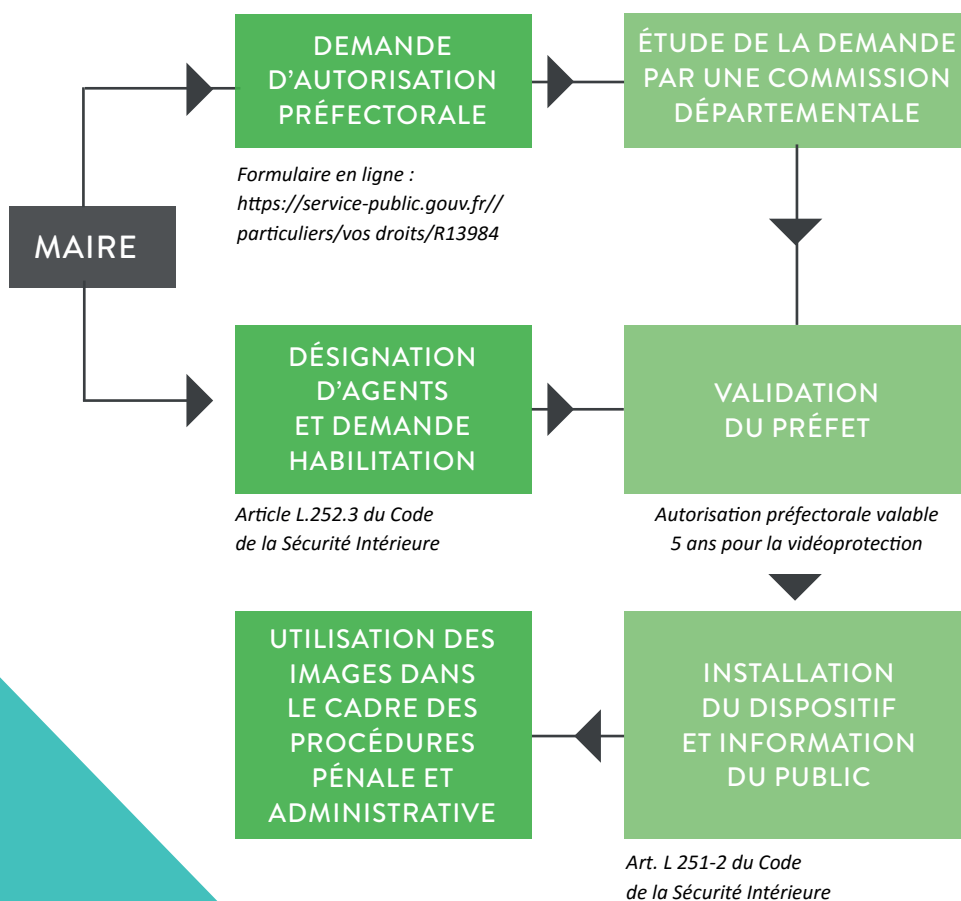 DEMANDE
D'AUTORISATION
PRÉFECTORALE
ÉTUDE DE LA DEMANDE
PAR UNE COMMISSION
DÉPARTEMENTALE
Formulaire en ligne :
https://service-public.gouv.fr//
particuliers/vos droits/R13984
MAIRE
DÉSIGNATION
D'AGENTS
ET DEMANDE
HABILITATION
VALIDATION
DU PRÉFET
Article L.252.3 du Code
de la Sécurité Intérieure
Autorisation préfectorale valable
5 ans pour la vidéoprotection
UTILISATION DES
IMAGES DANS
LE CADRE DES
PROCÉDURES
PÉNALE ET
ADMINISTRATIVE
INSTALLATION
DU DISPOSITIF
ET INFORMATION
DU PUBLIC
Art. L 251-2 du Code
de la Sécurité Intérieure